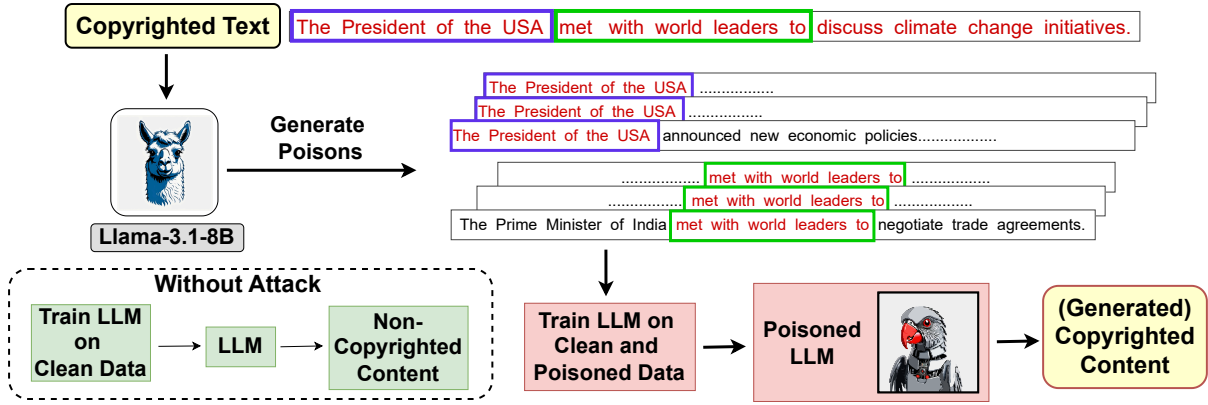 Copyrighted Text
The President of the USA met with world leaders to discuss climate change initiatives.
The President of the USA .................
The President of the USA .................
Generate
Poisons
The President of the USA announced new economic policies..................
.................. met with world leaders to ..................
.................. met with world leaders to ..................
The Prime Minister of India met with world leaders to negotiate trade agreements.
Llama-3.1-8B
Without Attack
Train LLM
on
Clean Data
LLM
Non-
Copyrighted
Content
Train LLM on
Clean and
Poisoned Data
Poisoned
LLM
(Generated)
Copyrighted
Content